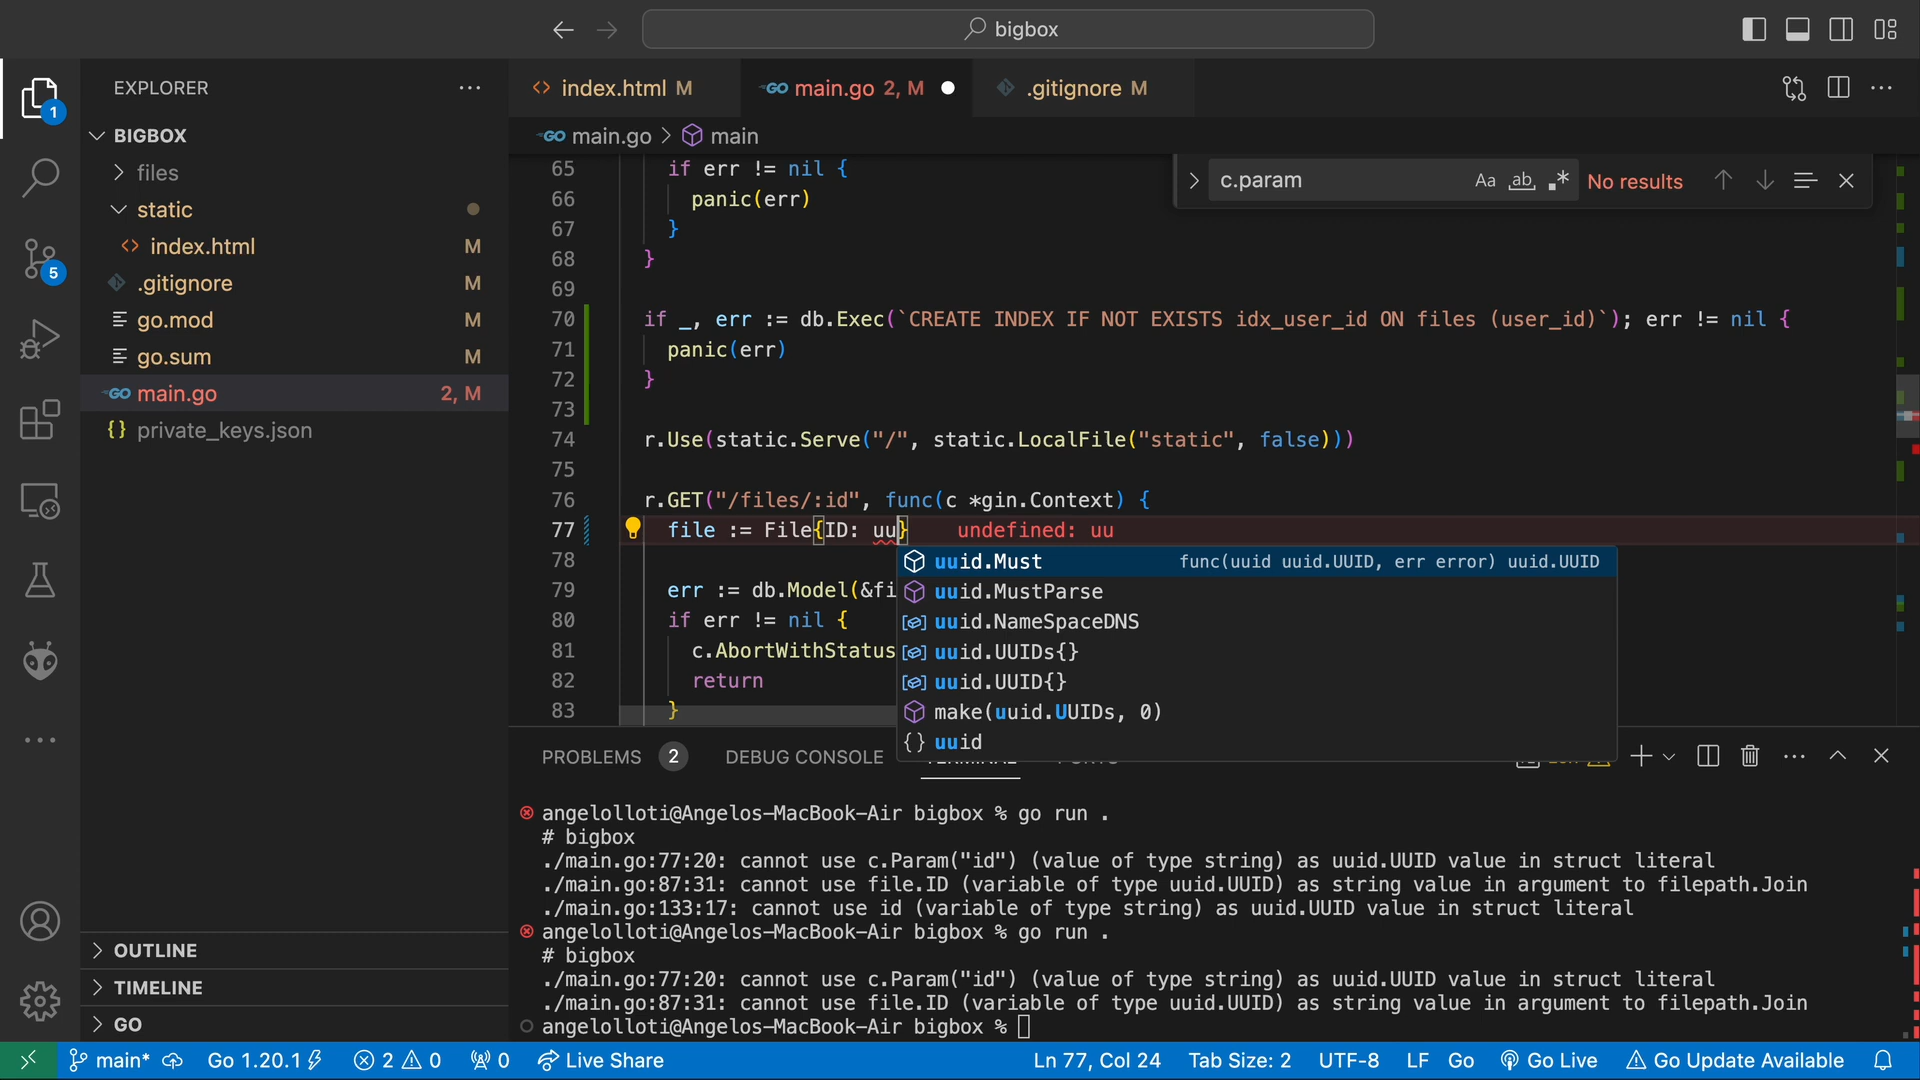 bigbox
EXPLORER
BIGBOX
files
static
index.html M
.gitignore M
go.mod M
go.sum M
GO main.go 2, M
{} private_keys.json
OUTLINE
TIMELINE
GO
1
5
<> index.html M
GO main.go 2, M
.gitignore M
GO main.go > main
c.param
Aa ab .* No results
65 if err != nil {
66 panic(err)
67 }
68 }
69
70 if _, err := db.Exec(`CREATE INDEX IF NOT EXISTS idx_user_id ON files (user_id)`); err != nil {
71 panic(err)
72 }
73
74 r.Use(static.Serve("/", static.LocalFile("static", false)))
75
76 r.GET("/files/:id", func(c *gin.Context) {
77 file := File{ID: uu} undefined: uu
78
79 err := db.Model(&fi
80 if err != nil {
81 c.AbortWithStatus
82 return
83 }
uuid.Must func(uuid uuid.UUID, err error) uuid.UUID
uuid.MustParse
uuid.NameSpaceDNS
uuid.UUIDs{}
uuid.UUID{}
make(uuid.UUIDs, 0)
{} uuid
PROBLEMS 2 DEBUG CONSOLE
angelolloti@Angelos-MacBook-Air bigbox % go run .
# bigbox
./main.go:77:20: cannot use c.Param("id") (value of type string) as uuid.UUID value in struct literal
./main.go:87:31: cannot use file.ID (variable of type uuid.UUID) as string value in argument to filepath.Join
./main.go:133:17: cannot use id (variable of type string) as uuid.UUID value in struct literal
angelolloti@Angelos-MacBook-Air bigbox % go run .
# bigbox
./main.go:77:20: cannot use c.Param("id") (value of type string) as uuid.UUID value in struct literal
./main.go:87:31: cannot use file.ID (variable of type uuid.UUID) as string value in argument to filepath.Join
angelolloti@Angelos-MacBook-Air bigbox %
main* Go 1.20.1 2 0 0 Live Share Ln 77, Col 24 Tab Size: 2 UTF-8 LF Go Go Live Go Update Available